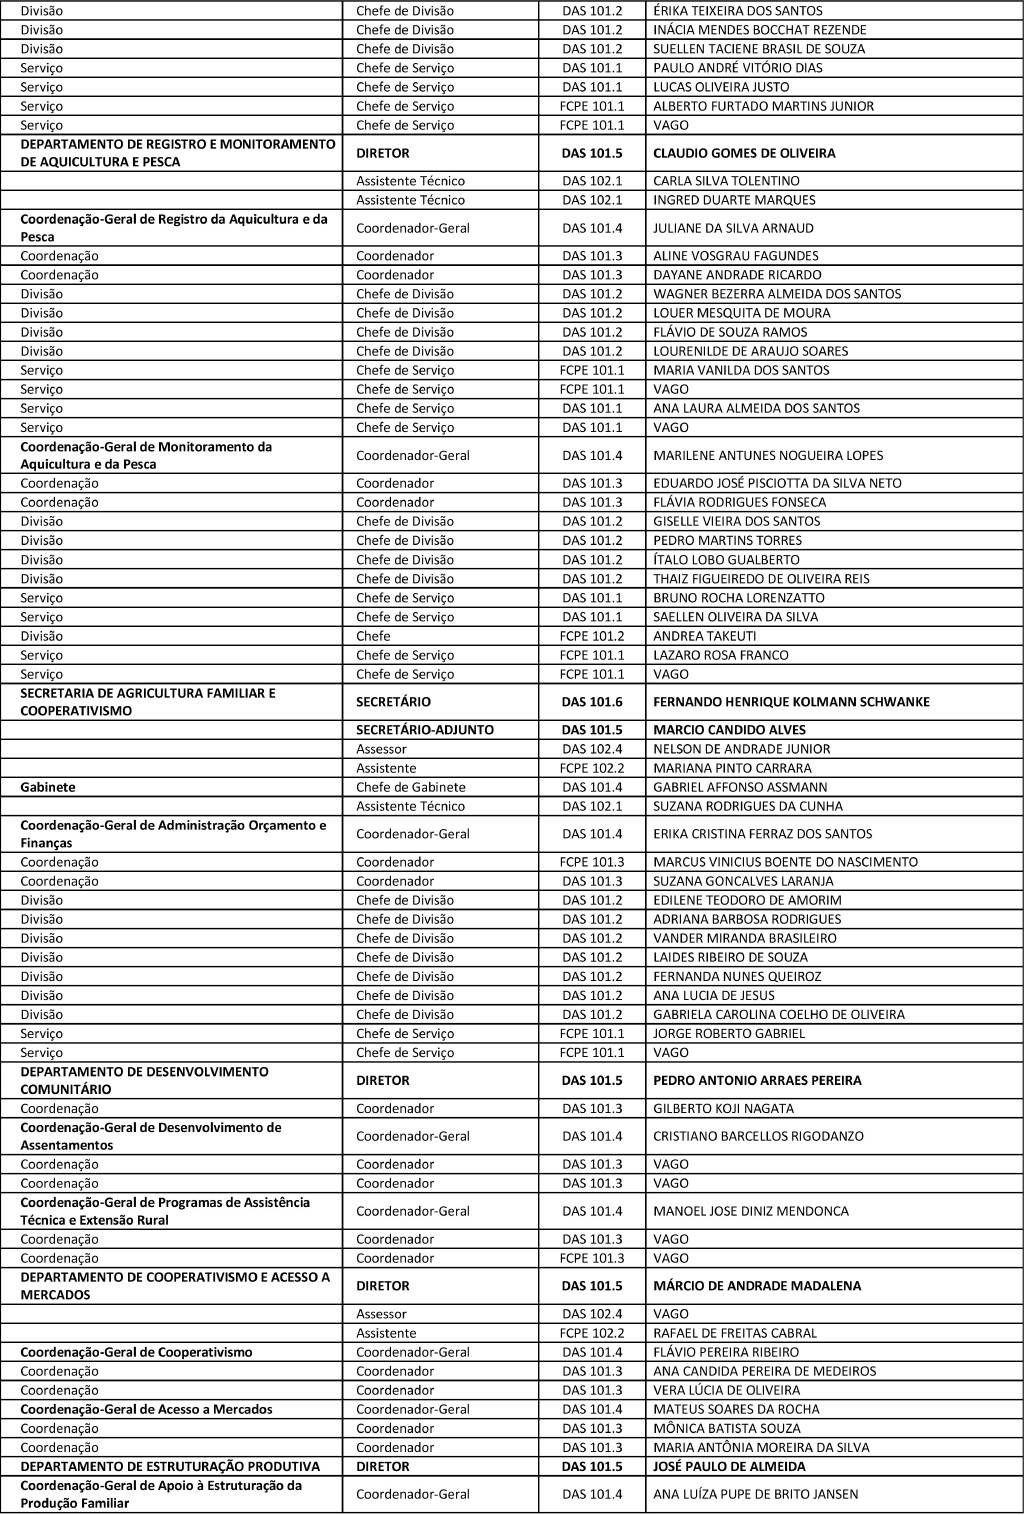 Divisão Chefe de Divisão DAS 101.2 ÉRIKA TEIXEIRA DOS SANTOS
Divisão Chefe de Divisão DAS 101.2 INÁCIA MENDES BOCCHAT REZENDE
Divisão Chefe de Divisão DAS 101.2 SUELLEN TACIENE BRASIL DE SOUZA
Serviço Chefe de Serviço DAS 101.1 PAULO ANDRÉ VITÓRIO DIAS
Serviço Chefe de Serviço DAS 101.1 LUCAS OLIVEIRA JUSTO
Serviço Chefe de Serviço FCPE 101.1 ALBERTO FURTADO MARTINS JUNIOR
Serviço Chefe de Serviço FCPE 101.1 VAGO
DEPARTAMENTO DE REGISTRO E MONITORAMENTO
DE AQUICULTURA E PESCA DIRETOR DAS 101.5 CLAUDIO GOMES DE OLIVEIRA
Assistente Técnico DAS 102.1 CARLA SILVA TOLENTINO
Assistente Técnico DAS 102.1 INGRED DUARTE MARQUES
Coordenação-Geral de Registro da Aquicultura e da
Pesca Coordenador-Geral DAS 101.4 JULIANE DA SILVA ARNAUD
Coordenação Coordenador DAS 101.3 ALINE VOSGRAU FAGUNDES
Coordenação Coordenador DAS 101.3 DAYANE ANDRADE RICARDO
Divisão Chefe de Divisão DAS 101.2 WAGNER BEZERRA ALMEIDA DOS SANTOS
Divisão Chefe de Divisão DAS 101.2 LOUER MESQUITA DE MOURA
Divisão Chefe de Divisão DAS 101.2 FLÁVIO DE SOUZA RAMOS
Divisão Chefe de Divisão DAS 101.2 LOURENILDE DE ARAUJO SOARES
Serviço Chefe de Serviço FCPE 101.1 MARIA VANILDA DOS SANTOS
Serviço Chefe de Serviço FCPE 101.1 VAGO
Serviço Chefe de Serviço DAS 101.1 ANA LAURA ALMEIDA DOS SANTOS
Serviço Chefe de Serviço DAS 101.1 VAGO
Coordenação-Geral de Monitoramento da
Aquicultura e da Pesca Coordenador-Geral DAS 101.4 MARILENE ANTUNES NOGUEIRA LOPES
Coordenação Coordenador DAS 101.3 EDUARDO JOSÉ PISCIOTTA DA SILVA NETO
Coordenação Coordenador DAS 101.3 FLÁVIA RODRIGUES FONSECA
Divisão Chefe de Divisão DAS 101.2 GISELLE VIEIRA DOS SANTOS
Divisão Chefe de Divisão DAS 101.2 PEDRO MARTINS TORRES
Divisão Chefe de Divisão DAS 101.2 ÍTALO LOBO GUALBERTO
Divisão Chefe de Divisão DAS 101.2 THAIZ FIGUEIREDO DE OLIVEIRA REIS
Serviço Chefe de Serviço DAS 101.1 BRUNO ROCHA LORENZATTO
Serviço Chefe de Serviço DAS 101.1 SAELLEN OLIVEIRA DA SILVA
Divisão Chefe FCPE 101.2 ANDREA TAKEUTI
Serviço Chefe de Serviço FCPE 101.1 LAZARO ROSA FRANCO
Serviço Chefe de Serviço FCPE 101.1 VAGO
SECRETARIA DE AGRICULTURA FAMILIAR E
COOPERATIVISMO SECRETÁRIO DAS 101.6 FERNANDO HENRIQUE KOLMANN SCHWANKE
SECRETÁRIO-ADJUNTO DAS 101.5 MARCIO CANDIDO ALVES
Assessor DAS 102.4 NELSON DE ANDRADE JUNIOR
Assistente FCPE 102.2 MARIANA PINTO CARRARA
Gabinete Chefe de Gabinete DAS 101.4 GABRIEL AFFONSO ASSMANN
Assistente Técnico DAS 102.1 SUZANA RODRIGUES DA CUNHA
Coordenação-Geral de Administração Orçamento e
Finanças Coordenador-Geral DAS 101.4 ERIKA CRISTINA FERRAZ DOS SANTOS
Coordenação Coordenador FCPE 101.3 MARCUS VINICIUS BOENTE DO NASCIMENTO
Coordenação Coordenador DAS 101.3 SUZANA GONCALVES LARANJA
Divisão Chefe de Divisão DAS 101.2 EDILENE TEODORO DE AMORIM
Divisão Chefe de Divisão DAS 101.2 ADRIANA BARBOSA RODRIGUES
Divisão Chefe de Divisão DAS 101.2 VANDER MIRANDA BRASILEIRO
Divisão Chefe de Divisão DAS 101.2 LAIDES RIBEIRO DE SOUZA
Divisão Chefe de Divisão DAS 101.2 FERNANDA NUNES QUEIROZ
Divisão Chefe de Divisão DAS 101.2 ANA LUCIA DE JESUS
Divisão Chefe de Divisão DAS 101.2 GABRIELA CAROLINA COELHO DE OLIVEIRA
Serviço Chefe de Serviço FCPE 101.1 JORGE ROBERTO GABRIEL
Serviço Chefe de Serviço FCPE 101.1 VAGO
DEPARTAMENTO DE DESENVOLVIMENTO
COMUNITÁRIO DIRETOR DAS 101.5 PEDRO ANTONIO ARRAES PEREIRA
Coordenação Coordenador DAS 101.3 GILBERTO KOJI NAGATA
Coordenação-Geral de Desenvolvimento de
Assentamentos Coordenador-Geral DAS 101.4 CRISTIANO BARCELLOS RIGODANZO
Coordenação Coordenador DAS 101.3 VAGO
Coordenação Coordenador DAS 101.3 VAGO
Coordenação-Geral de Programas de Assistência
Técnica e Extensão Rural Coordenador-Geral DAS 101.4 MANOEL JOSE DINIZ MENDONCA
Coordenação Coordenador DAS 101.3 VAGO
Coordenação Coordenador FCPE 101.3 VAGO
DEPARTAMENTO DE COOPERATIVISMO E ACESSO A
MERCADOS DIRETOR DAS 101.5 MÁRCIO DE ANDRADE MADALENA
Assessor DAS 102.4 VAGO
Assistente FCPE 102.2 RAFAEL DE FREITAS CABRAL
Coordenação-Geral de Cooperativismo Coordenador-Geral DAS 101.4 FLÁVIO PEREIRA RIBEIRO
Coordenação Coordenador DAS 101.3 ANA CANDIDA PEREIRA DE MEDEIROS
Coordenação Coordenador DAS 101.3 VERA LÚCIA DE OLIVEIRA
Coordenação-Geral de Acesso a Mercados Coordenador-Geral DAS 101.4 MATEUS SOARES DA ROCHA
Coordenação Coordenador DAS 101.3 MÔNICA BATISTA SOUZA
Coordenação Coordenador DAS 101.3 MARIA ANTÔNIA MOREIRA DA SILVA
DEPARTAMENTO DE ESTRUTURAÇÃO PRODUTIVA DIRETOR DAS 101.5 JOSÉ PAULO DE ALMEIDA
Coordenação-Geral de Apoio à Estruturação da
Produção Familiar Coordenador-Geral DAS 101.4 ANA LUÍZA PUPE DE BRITO JANSEN